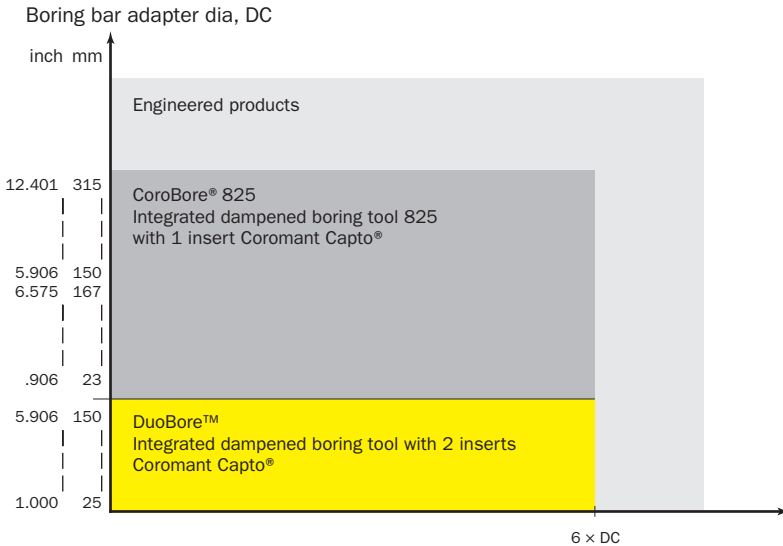 Boring bar adapter dia, DC
inch mm
Engineered products
12.401 315
CoroBore® 825
Integrated dampened boring tool 825
with 1 insert Coromant Capto®
5.906 150
6.575 167
.906 23
5.906 150
DuoBore™
Integrated dampened boring tool with 2 inserts
Coromant Capto®
1.000 25
6 × DC